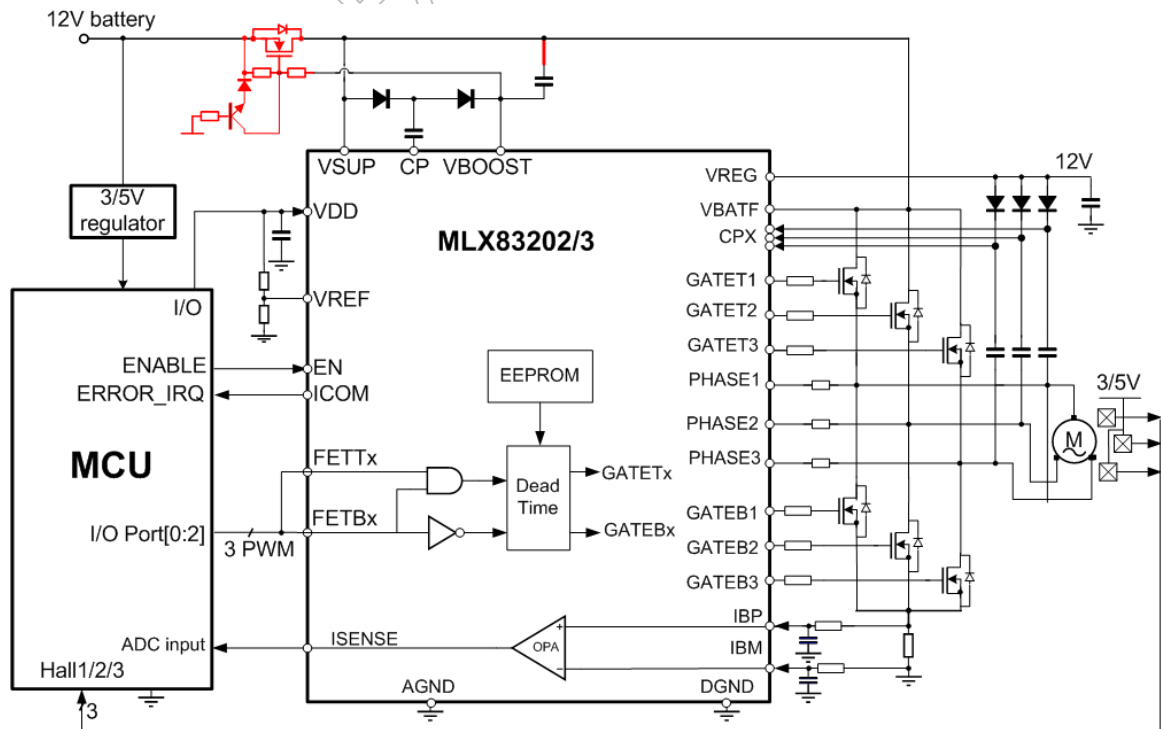 12V battery
VSUP CP VBOOST
3/5V
regulator
MLX83202/3
VDD
VREF
EN
ICOM
FETTx
FETBx
ISENSE
AGND
DGND
EEPROM
Dead
Time
GATETx
GATEBx
OPA
+
−
VREG
VBATF
CPX
GATET1
GATET2
GATET3
PHASE1
PHASE2
PHASE3
GATEB1
GATEB2
GATEB3
IBP
IBM
12V
3/5V
M
I/O
ENABLE
ERROR_IRQ
MCU
I/O Port[0:2]
3 PWM
ADC input
Hall1/2/3
3